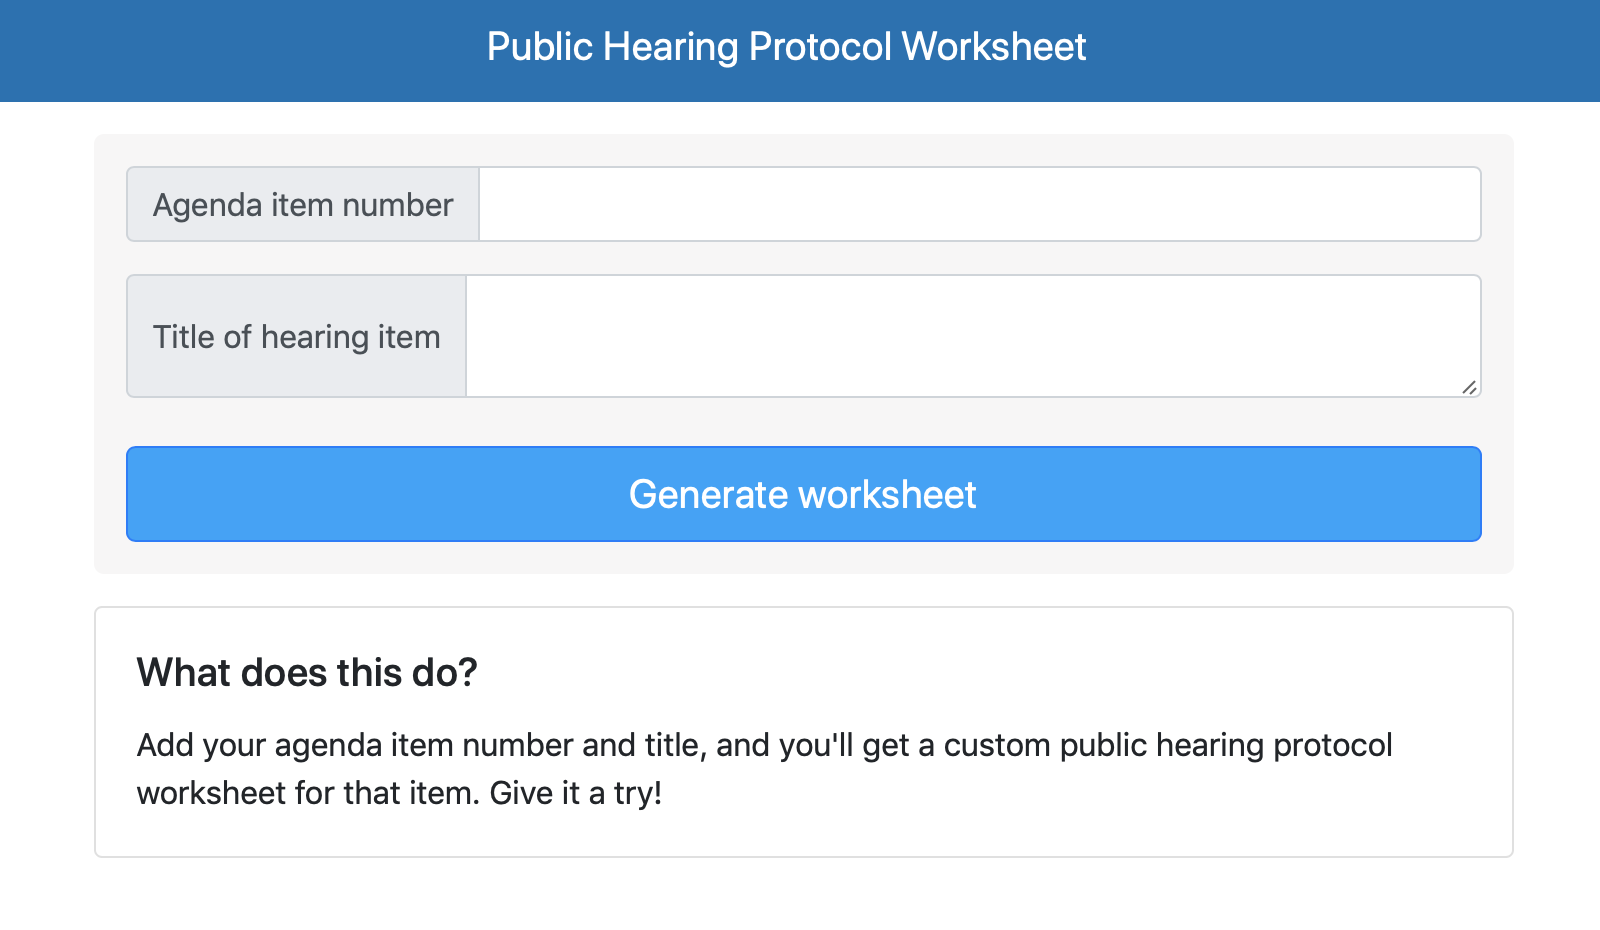 Public Hearing Protocol Worksheet
Agenda item number
Title of hearing item
Generate worksheet
What does this do?
Add your agenda item number and title, and you'll get a custom public hearing protocol
worksheet for that item. Give it a try!